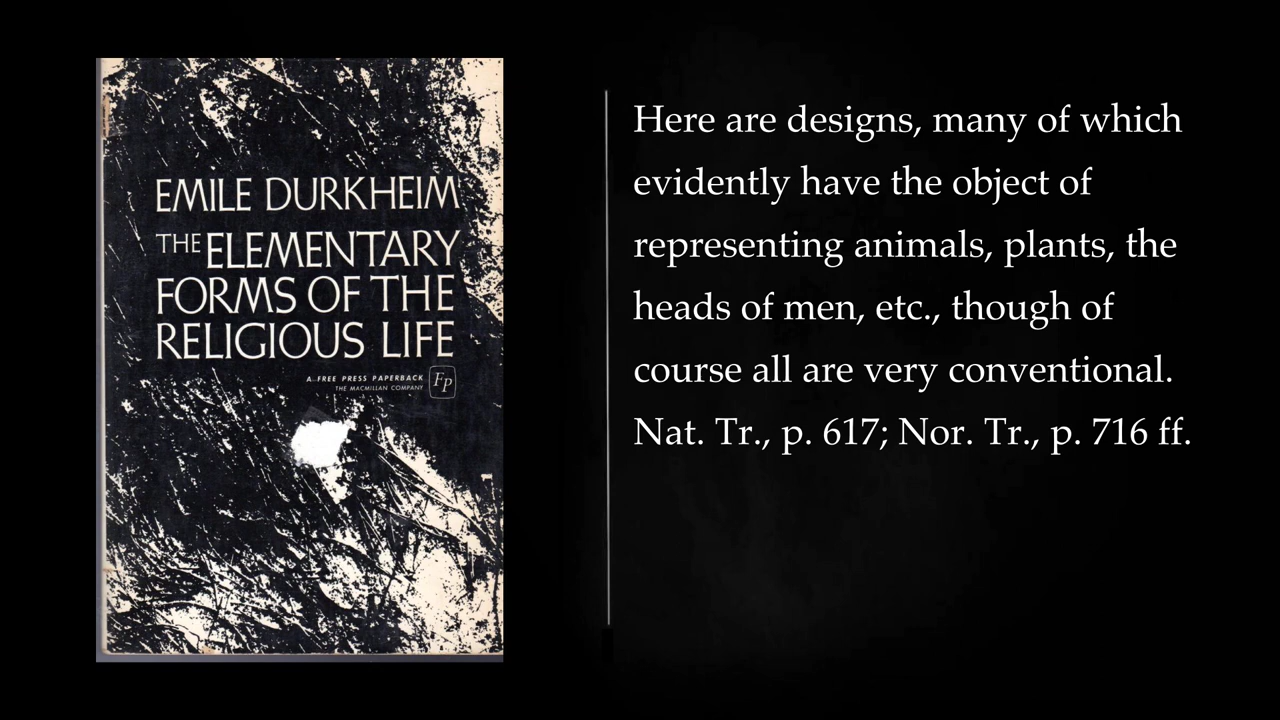 EMILE DURKHEIM
THE ELEMENTARY
FORMS OF THE
RELIGIOUS LIFE
A FREE PRESS PAPERBACK
THE MACMILLAN COMPANY
Fp
Here are designs, many of which
evidently have the object of
representing animals, plants, the
heads of men, etc., though of
course all are very conventional.
Nat. Tr., p. 617; Nor. Tr., p. 716 ff.